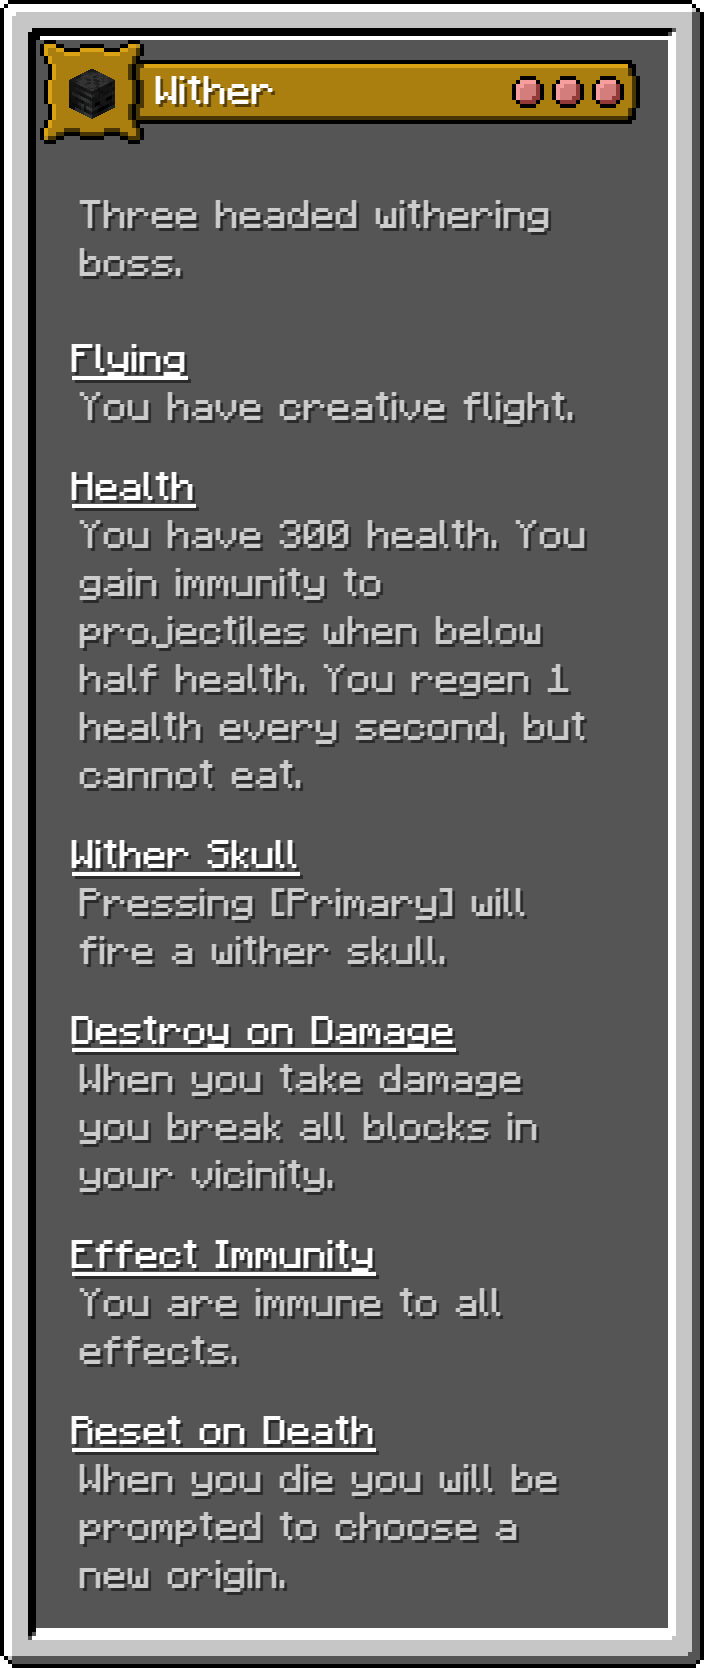 Wither
Three headed withering
boss.
Flying
You have creative flight.
Health
You have 300 health. You
gain immunity to
projectiles when below
half health. You regen 1
health every second, but
cannot eat.
Wither Skull
Pressing [Primary] will
fire a wither skull.
Destroy on Damage
When you take damage
you break all blocks in
your vicinity.
Effect Immunity
You are immune to all
effects.
Reset on Death
When you die you will be
prompted to choose a
new origin.